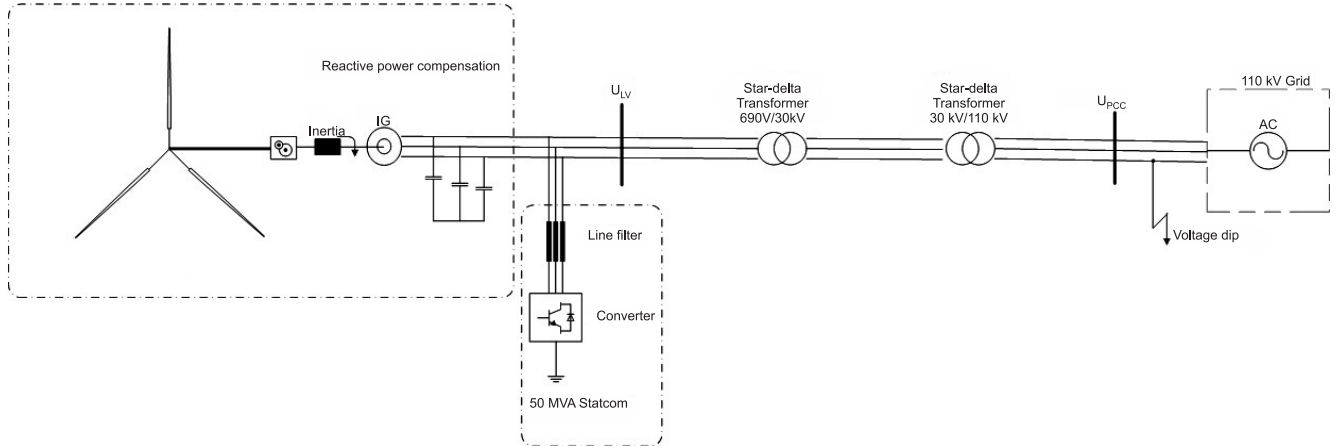 Reactive power compensation
Inertia
IG
U_LV
Star-delta
Transformer
690V/30kV
Star-delta
Transformer
30 kV/110 kV
U_PCC
110 kV Grid
AC
Voltage dip
Line filter
Converter
50 MVA Statcom